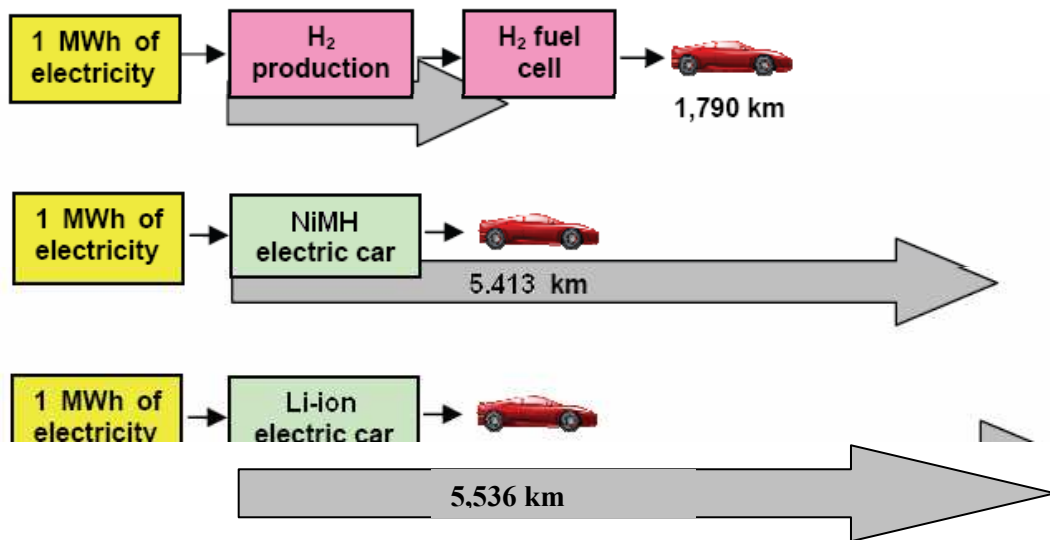 1 MWh of
electricity
H₂
production
H₂ fuel
cell
1,790 km
1 MWh of
electricity
NiMH
electric car
5.413 km
1 MWh of
electricity
Li-ion
electric car
5,536 km